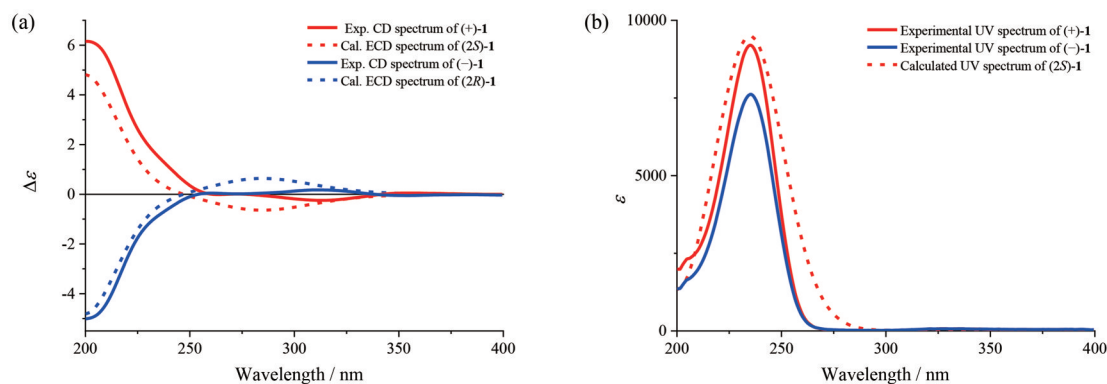 (a)
Exp. CD spectrum of (+)-1
Cal. ECD spectrum of (2S)-1
Exp. CD spectrum of (−)-1
Cal. ECD spectrum of (2R)-1
6
4
2
0
-2
-4
Δε
200
250
300
350
400
Wavelength / nm
(b)
Experimental UV spectrum of (+)-1
Experimental UV spectrum of (−)-1
Calculated UV spectrum of (2S)-1
10000
5000
0
ε
200
250
300
350
400
Wavelength / nm